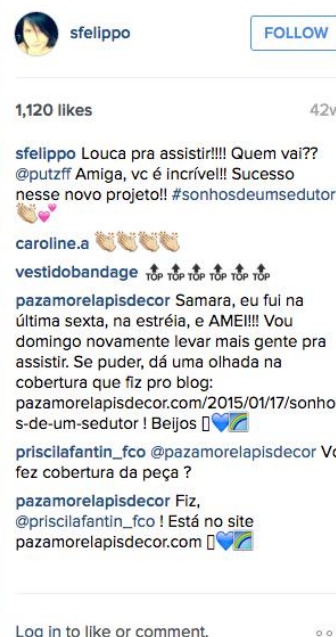 sfelippo
FOLLOW
1,120 likes
42w
sfelippo Louca pra assistir!!!! Quem vai??
@putzff Amiga, vc é incrível!! Sucesso
nesse novo projeto!! #sonhosdeumsedutor
👏💕
caroline.a 👏👏👏👏
vestidobandage 🔝🔝🔝🔝🔝🔝
pazamorelapisdecor Samara, eu fui na
última sexta, na estréia, e AMEI!!! Vou
domingo novamente levar mais gente pra
assistir. Se puder, dá uma olhada na
cobertura que fiz pro blog:
pazamorelapisdecor.com/2015/01/17/sonho
s-de-um-sedutor ! Beijos ▯💙🌈
priscilafantin_fco @pazamorelapisdecor
fez cobertura da peça ?
pazamorelapisdecor Fiz,
@priscilafantin_fco ! Está no site
pazamorelapisdecor.com ▯💙🌈
Log in to like or comment.